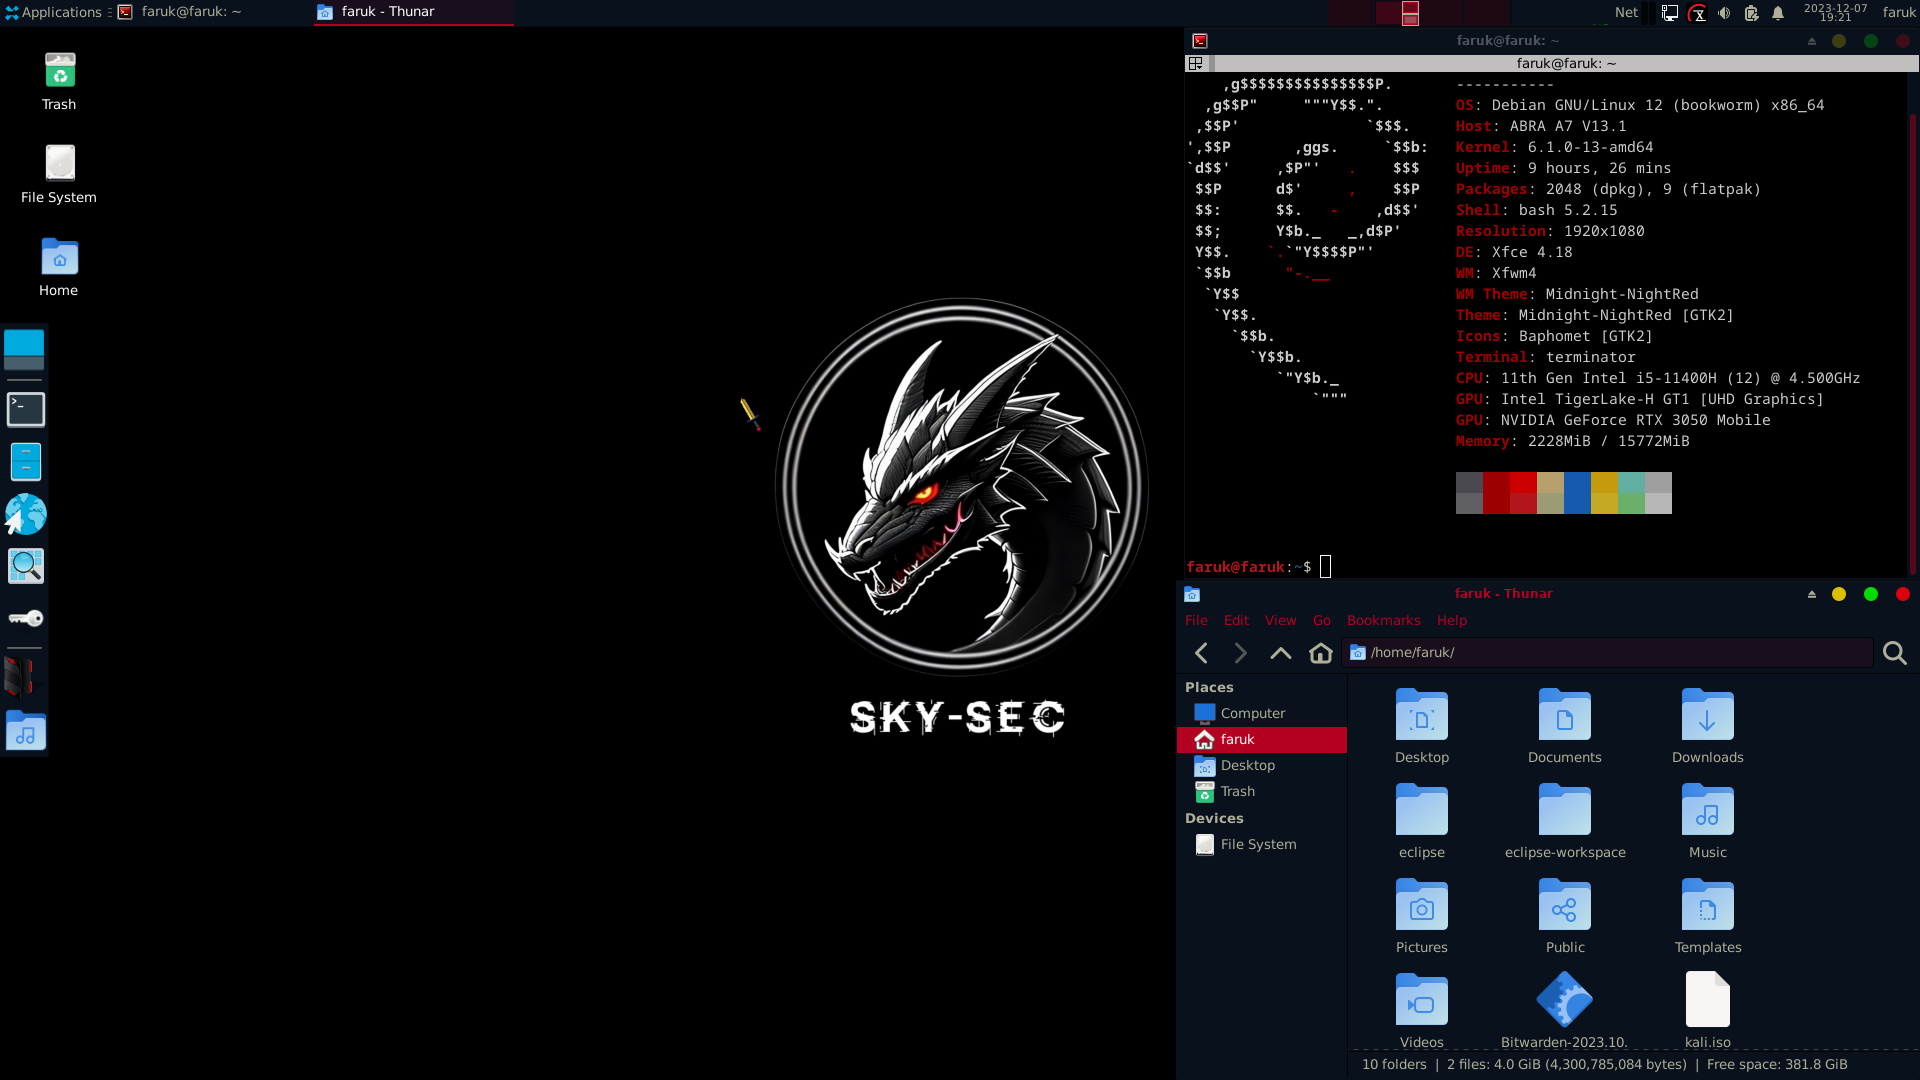 Applications
faruk@faruk: ~
faruk - Thunar
Net
2023-12-07
19:21
faruk
Trash
File System
Home
SKY-SEC
faruk@faruk: ~
faruk@faruk: ~
,g$$$$$$$$$$$$$$$P.
-----------
,g$$P"     """Y$$.".
OS: Debian GNU/Linux 12 (bookworm) x86_64
,$$P'              `$$$.
Host: ABRA A7 V13.1
',$$P       ,ggs.     `$$b:
Kernel: 6.1.0-13-amd64
`d$$'     ,$P"'   .    $$$
Uptime: 9 hours, 26 mins
$$P      d$'     ,    $$P
Packages: 2048 (dpkg), 9 (flatpak)
$$:      $$.   -    ,d$$'
Shell: bash 5.2.15
$$;      Y$b._   _,d$P'
Resolution: 1920x1080
Y$$.    `.`"Y$$$$P"'
DE: Xfce 4.18
`$$b      "-.__
WM: Xfwm4
`Y$$
WM Theme: Midnight-NightRed
`Y$$.
Theme: Midnight-NightRed [GTK2]
`$$b.
Icons: Baphomet [GTK2]
`Y$$b.
Terminal: terminator
`"Y$b._
CPU: 11th Gen Intel i5-11400H (12) @ 4.500GHz
`"""
GPU: Intel TigerLake-H GT1 [UHD Graphics]
GPU: NVIDIA GeForce RTX 3050 Mobile
Memory: 2228MiB / 15772MiB
faruk@faruk:~$
faruk - Thunar
File Edit View Go Bookmarks Help
/home/faruk/
Places
Computer
faruk
Desktop
Trash
Devices
File System
Desktop
Documents
Downloads
eclipse
eclipse-workspace
Music
Pictures
Public
Templates
Videos
Bitwarden-2023.10.
kali.iso
10 folders | 2 files: 4.0 GiB (4,300,785,084 bytes) | Free space: 381.8 GiB